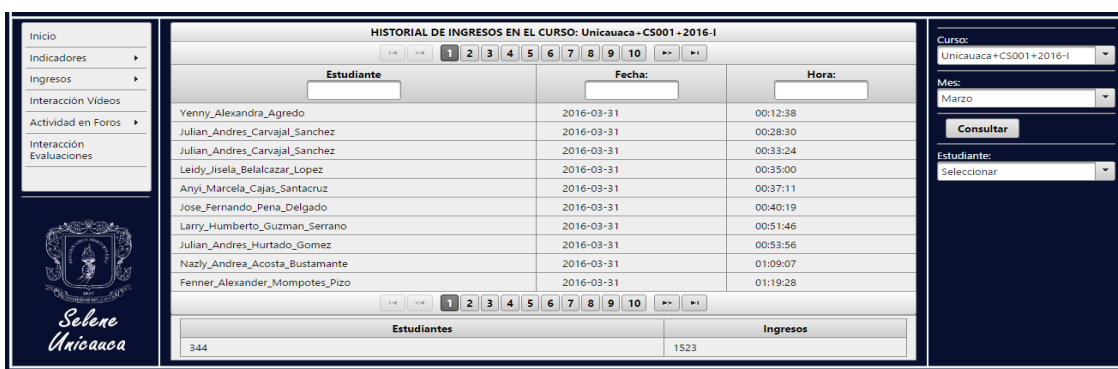 Inicio
Indicadores
Ingresos
Interacción Vídeos
Actividad en Foros
Interacción
Evaluaciones
Selene
Unicauca
HISTORIAL DE INGRESOS EN EL CURSO: Unicauaca+CS001+2016-I
1 2 3 4 5 6 7 8 9 10
Estudiante Fecha: Hora:
Yenny_Alexandra_Agredo 2016-03-31 00:12:38
Julian_Andres_Carvajal_Sanchez 2016-03-31 00:28:30
Julian_Andres_Carvajal_Sanchez 2016-03-31 00:33:24
Leidy_Jisela_Belalcazar_Lopez 2016-03-31 00:35:00
Anyi_Marcela_Cajas_Santacruz 2016-03-31 00:37:11
Jose_Fernando_Pena_Delgado 2016-03-31 00:40:19
Larry_Humberto_Guzman_Serrano 2016-03-31 00:51:46
Julian_Andres_Hurtado_Gomez 2016-03-31 00:53:56
Nazly_Andrea_Acosta_Bustamante 2016-03-31 01:09:07
Fenner_Alexander_Mompotes_Pizo 2016-03-31 01:19:28
1 2 3 4 5 6 7 8 9 10
Estudiantes Ingresos
344 1523
Curso:
Unicauaca+CS001+2016-I
Mes:
Marzo
Consultar
Estudiante:
Seleccionar